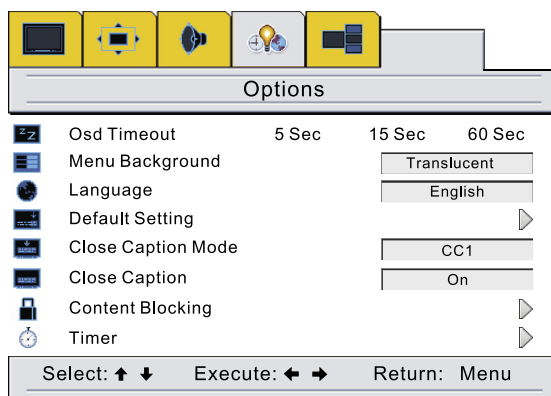 Options
Osd Timeout 5 Sec 15 Sec 60 Sec
Menu Background Translucent
Language English
Default Setting
Close Caption Mode CC1
Close Caption On
Content Blocking
Timer
Select: ↑ ↓ Execute: ← → Return: Menu